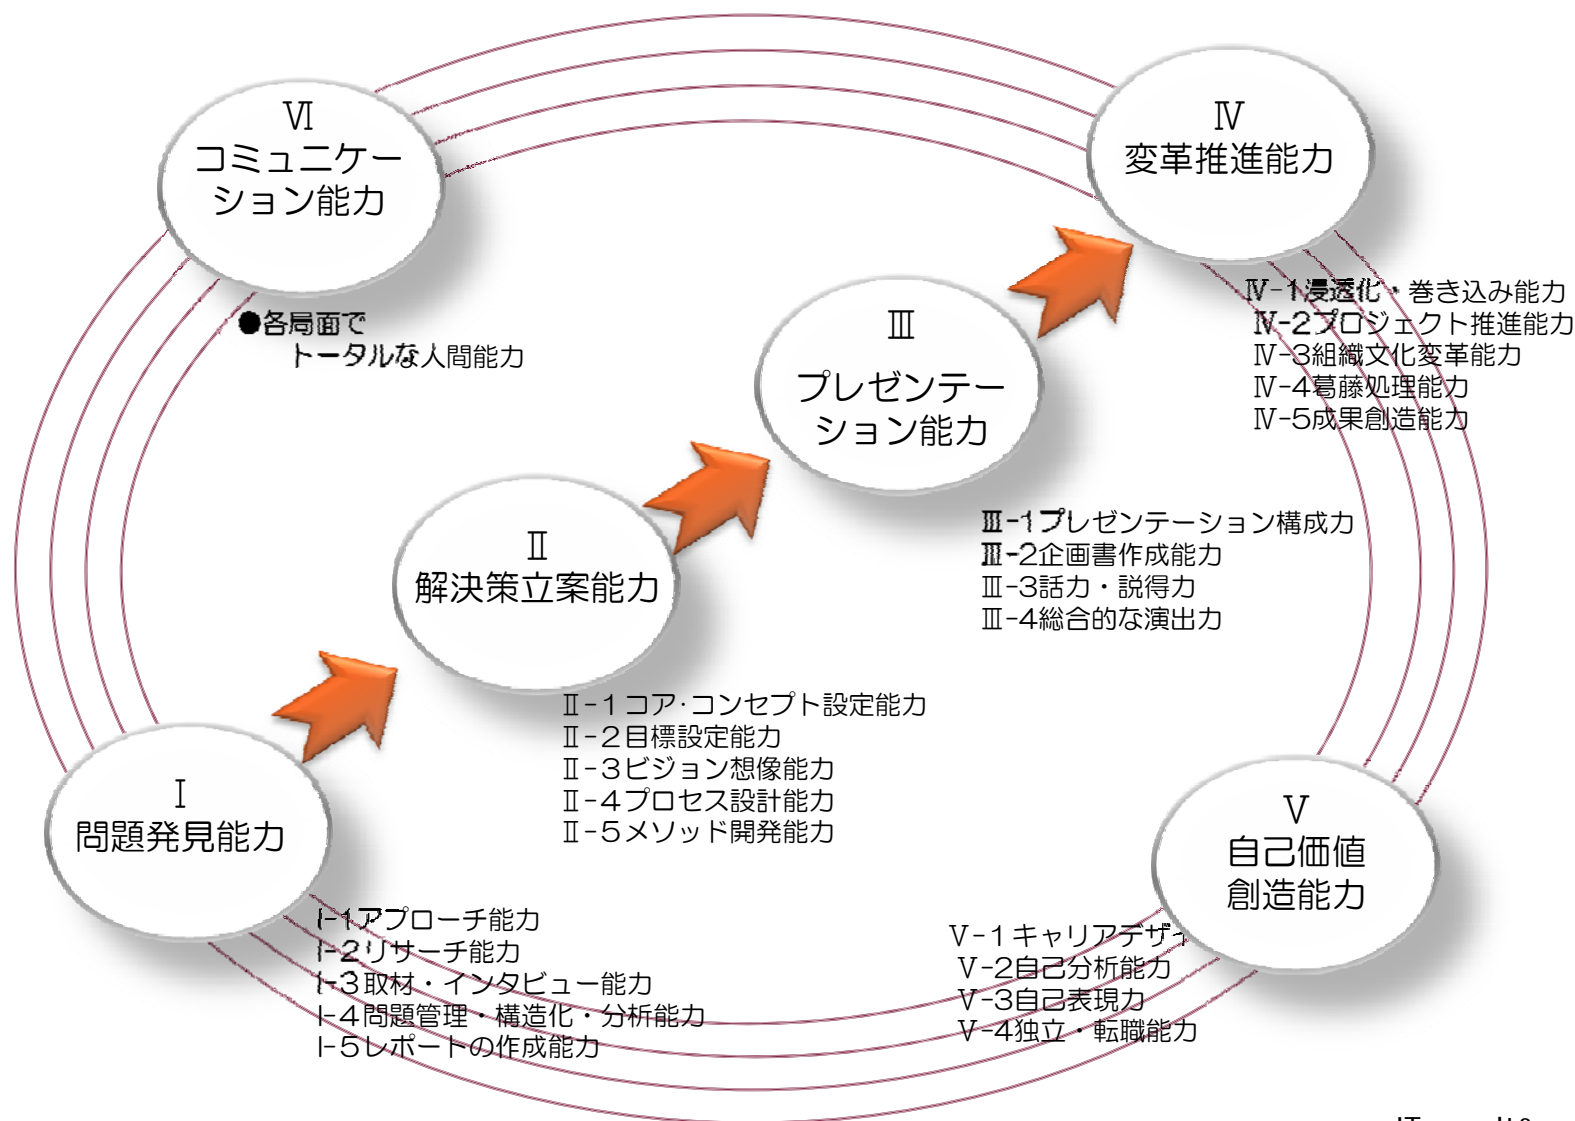 Ⅵ
コミュニケー
ション能力
●各局面で
トータルな人間能力
Ⅳ
変革推進能力
Ⅳ-1浸透化・巻き込み能力
Ⅳ-2プロジェクト推進能力
Ⅳ-3組織文化変革能力
Ⅳ-4葛藤処理能力
Ⅳ-5成果創造能力
Ⅲ
プレゼンテー
ション能力
Ⅲ-1プレゼンテーション構成力
Ⅲ-2企画書作成能力
Ⅲ-3話力・説得力
Ⅲ-4総合的な演出力
Ⅱ
解決策立案能力
Ⅱ-1コア・コンセプト設定能力
Ⅱ-2目標設定能力
Ⅱ-3ビジョン想像能力
Ⅱ-4プロセス設計能力
Ⅱ-5メソッド開発能力
Ⅰ
問題発見能力
Ⅰ-1アプローチ能力
Ⅰ-2リサーチ能力
Ⅰ-3取材・インタビュー能力
Ⅰ-4問題管理・構造化・分析能力
Ⅰ-5レポートの作成能力
Ⅴ
自己価値
創造能力
Ⅴ-1キャリアデザイ
Ⅴ-2自己分析能力
Ⅴ-3自己表現力
Ⅴ-4独立・転職能力